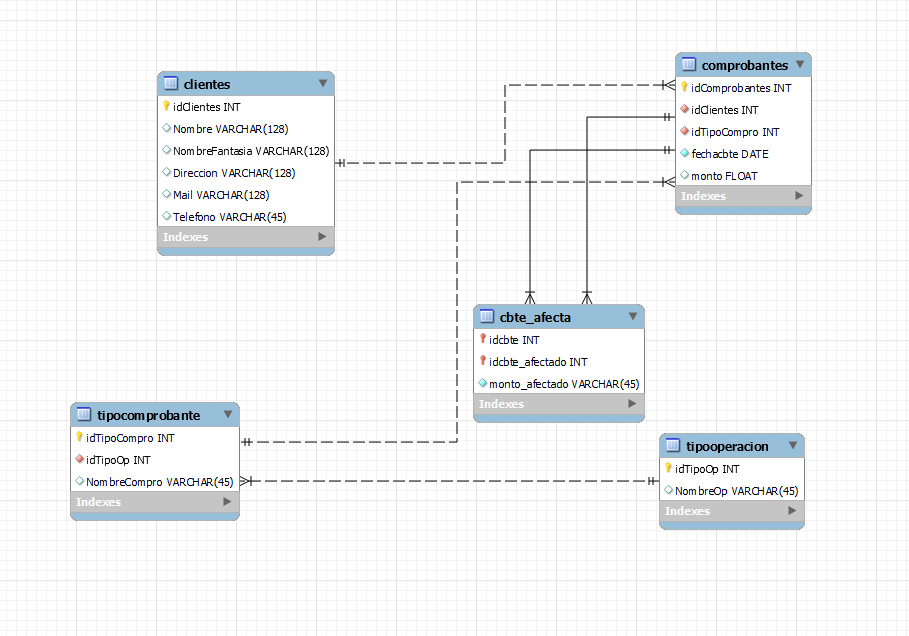 clientes
idClientes INT
Nombre VARCHAR(128)
NombreFantasia VARCHAR(128)
Direccion VARCHAR(128)
Mail VARCHAR(128)
Telefono VARCHAR(45)
Indexes
comprobantes
idComprobantes INT
idClientes INT
idTipoCompro INT
fechacbte DATE
monto FLOAT
Indexes
cbte_afecta
idcbte INT
idcbte_afectado INT
monto_afectado VARCHAR(45)
Indexes
tipocomprobante
idTipoCompro INT
idTipoOp INT
NombreCompro VARCHAR(45)
Indexes
tipooperacion
idTipoOp INT
NombreOp VARCHAR(45)
Indexes